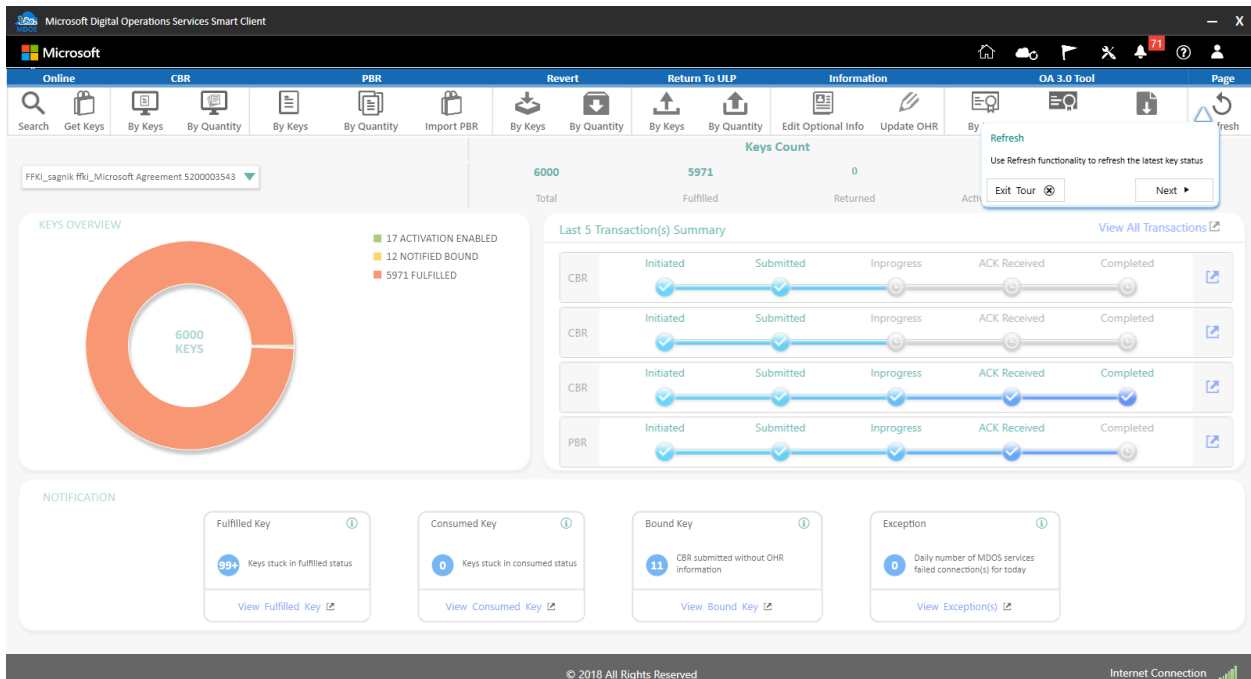 MDOS
Microsoft Digital Operations Services Smart Client
Microsoft
71
Online CBR PBR Revert Return To ULP Information OA 3.0 Tool Page
Search Get Keys By Keys By Quantity By Keys By Quantity Import PBR By Keys By Quantity By Keys By Quantity Edit Optional Info Update OHR By
Refresh
Use Refresh functionality to refresh the latest key status
Exit Tour Next
Keys Count
FFKI_sagnik ffki_Microsoft Agreement 5200003543
6000 5971 0
Total Fulfilled Returned
KEYS OVERVIEW
17 ACTIVATION ENABLED
12 NOTIFIED BOUND
5971 FULFILLED
6000
KEYS
Last 5 Transaction(s) Summary View All Transactions
CBR Initiated Submitted Inprogress ACK Received Completed
CBR Initiated Submitted Inprogress ACK Received Completed
CBR Initiated Submitted Inprogress ACK Received Completed
PBR Initiated Submitted Inprogress ACK Received Completed
NOTIFICATION
Fulfilled Key
99+ Keys stuck in fulfilled status
View Fulfilled Key
Consumed Key
0 Keys stuck in consumed status
View Consumed Key
Bound Key
11 CBR submitted without OHR
information
View Bound Key
Exception
0 Daily number of MDOS services
failed connection(s) for today
View Exception(s)
© 2018 All Rights Reserved
Internet Connection